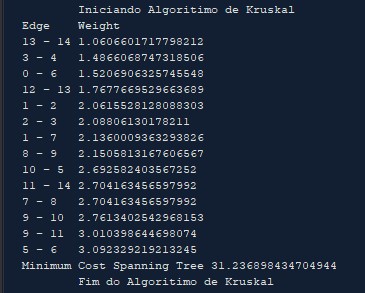 Iniciando Algoritimo de Kruskal
Edge Weight
13 - 14 1.0606601717798212
3 - 4 1.4866068747318506
0 - 6 1.5206906325745548
12 - 13 1.7677669529663689
1 - 2 2.0615528128088303
2 - 3 2.08806130178211
1 - 7 2.1360009363293826
8 - 9 2.1505813167606567
10 - 5 2.692582403567252
11 - 14 2.704163456597992
7 - 8 2.704163456597992
9 - 10 2.7613402542968153
9 - 11 3.010398644698074
5 - 6 3.092329219213245
Minimum Cost Spanning Tree 31.236898434704944
Fim do Algoritimo de Kruskal